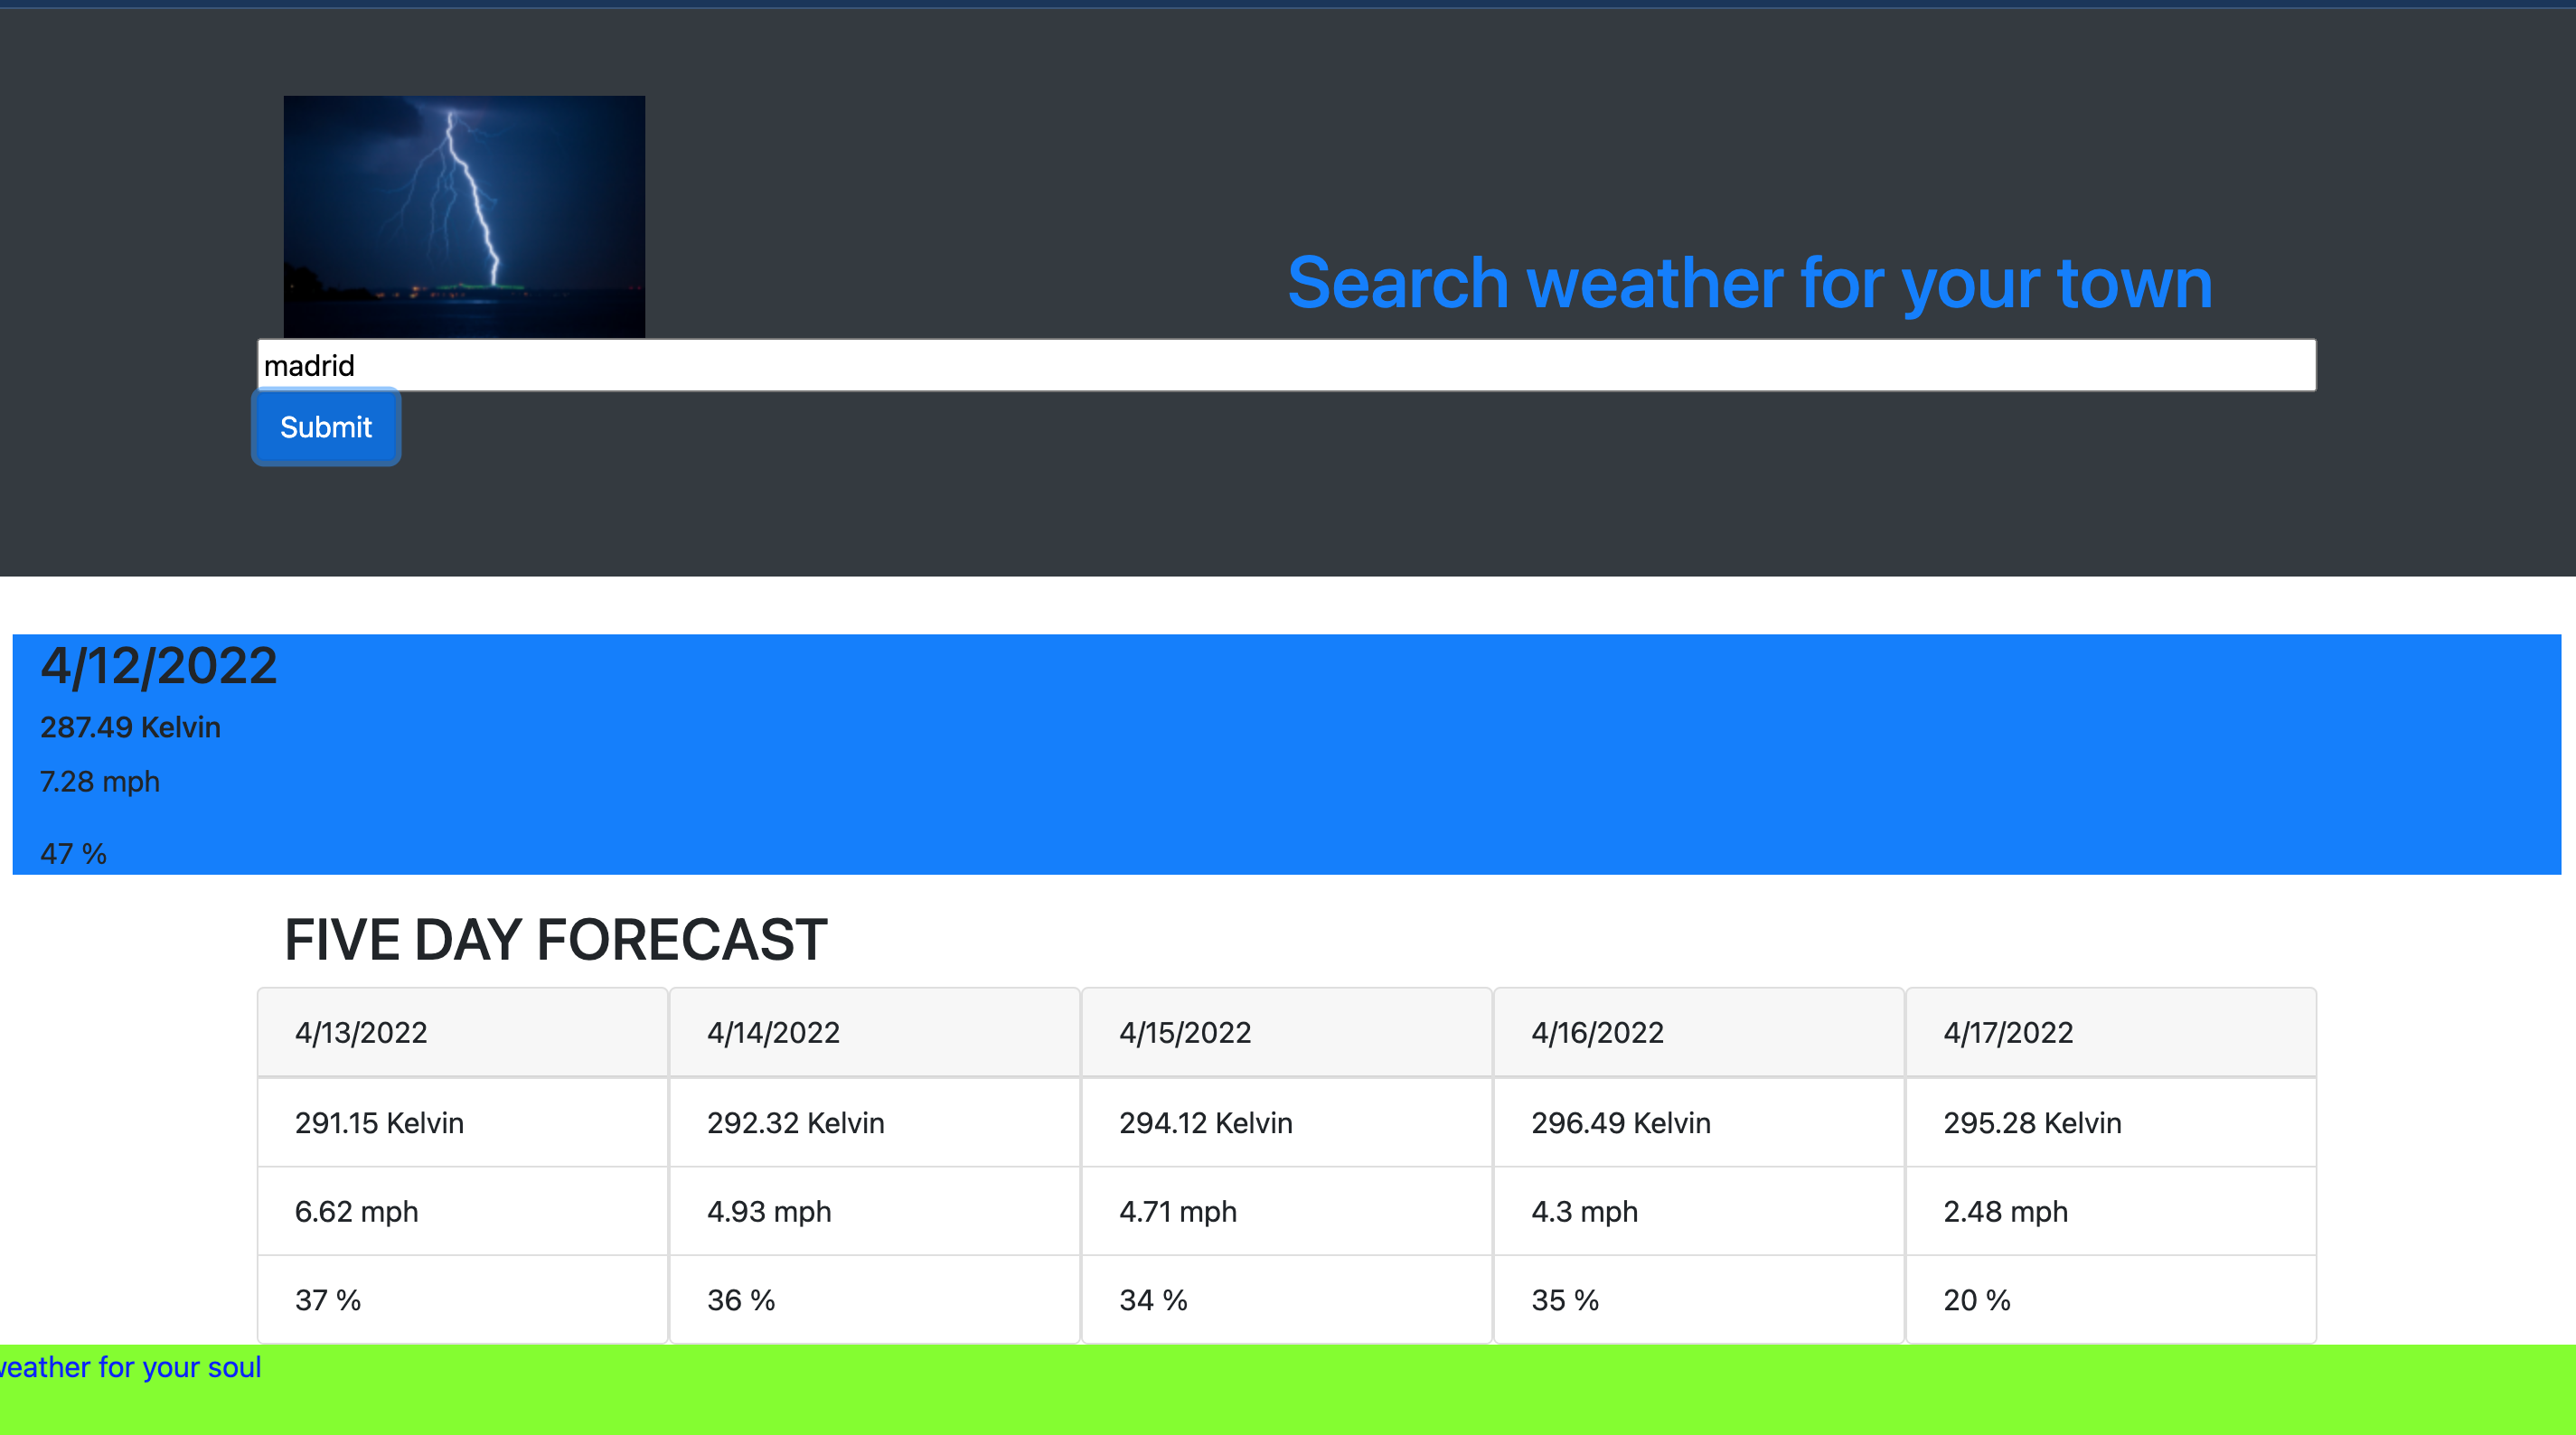 Search weather for your town
madrid
Submit
4/12/2022
287.49 Kelvin
7.28 mph
47 %
FIVE DAY FORECAST
4/13/2022 4/14/2022 4/15/2022 4/16/2022 4/17/2022
291.15 Kelvin 292.32 Kelvin 294.12 Kelvin 296.49 Kelvin 295.28 Kelvin
6.62 mph 4.93 mph 4.71 mph 4.3 mph 2.48 mph
37 % 36 % 34 % 35 % 20 %
weather for your soul